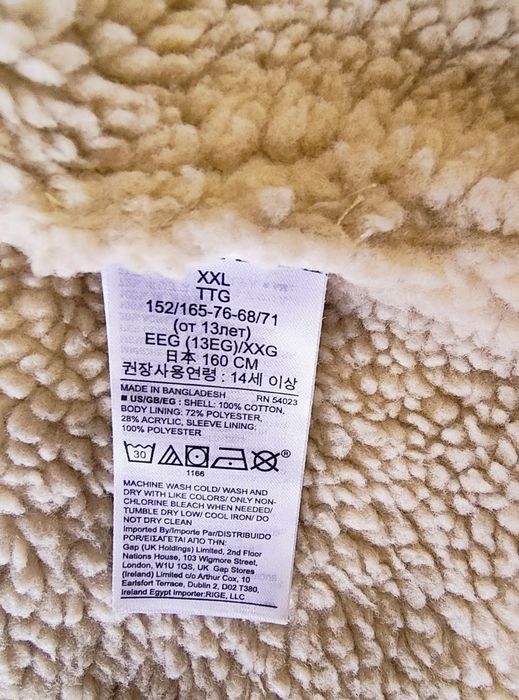 XXL
TTG
152/165-76-68/71
(от 13лет)
EEG (13EG)/XXG
日本 160 CM
권장사용연령 : 14세 이상
MADE IN BANGLADESH RN 54023
■ US/GB/EG : SHELL: 100% COTTON,
BODY LINING: 72% POLYESTER,
28% ACRYLIC, SLEEVE LINING:
100% POLYESTER
30 ®
1166
MACHINE WASH COLD/ WASH AND
DRY WITH LIKE COLORS/ ONLY NON-
CHLORINE BLEACH WHEN NEEDED/
TUMBLE DRY LOW/ COOL IRON/ DO
NOT DRY CLEAN
Imported By/Importe Par/DISTRIBUIDO
POR/ΕΙΣΑΓΕΤΑΙ ΑΠΟ ΤΗΝ:
Gap (UK Holdings) Limited, 2nd Floor
Nations House, 103 Wigmore Street,
London, W1U 1QS, UK Gap Stores
(Ireland) Limited c/o Arthur Cox, 10
Earlsfort Terrace, Dublin 2, D02 T380,
Ireland Egypt Importer:RIGE, LLC